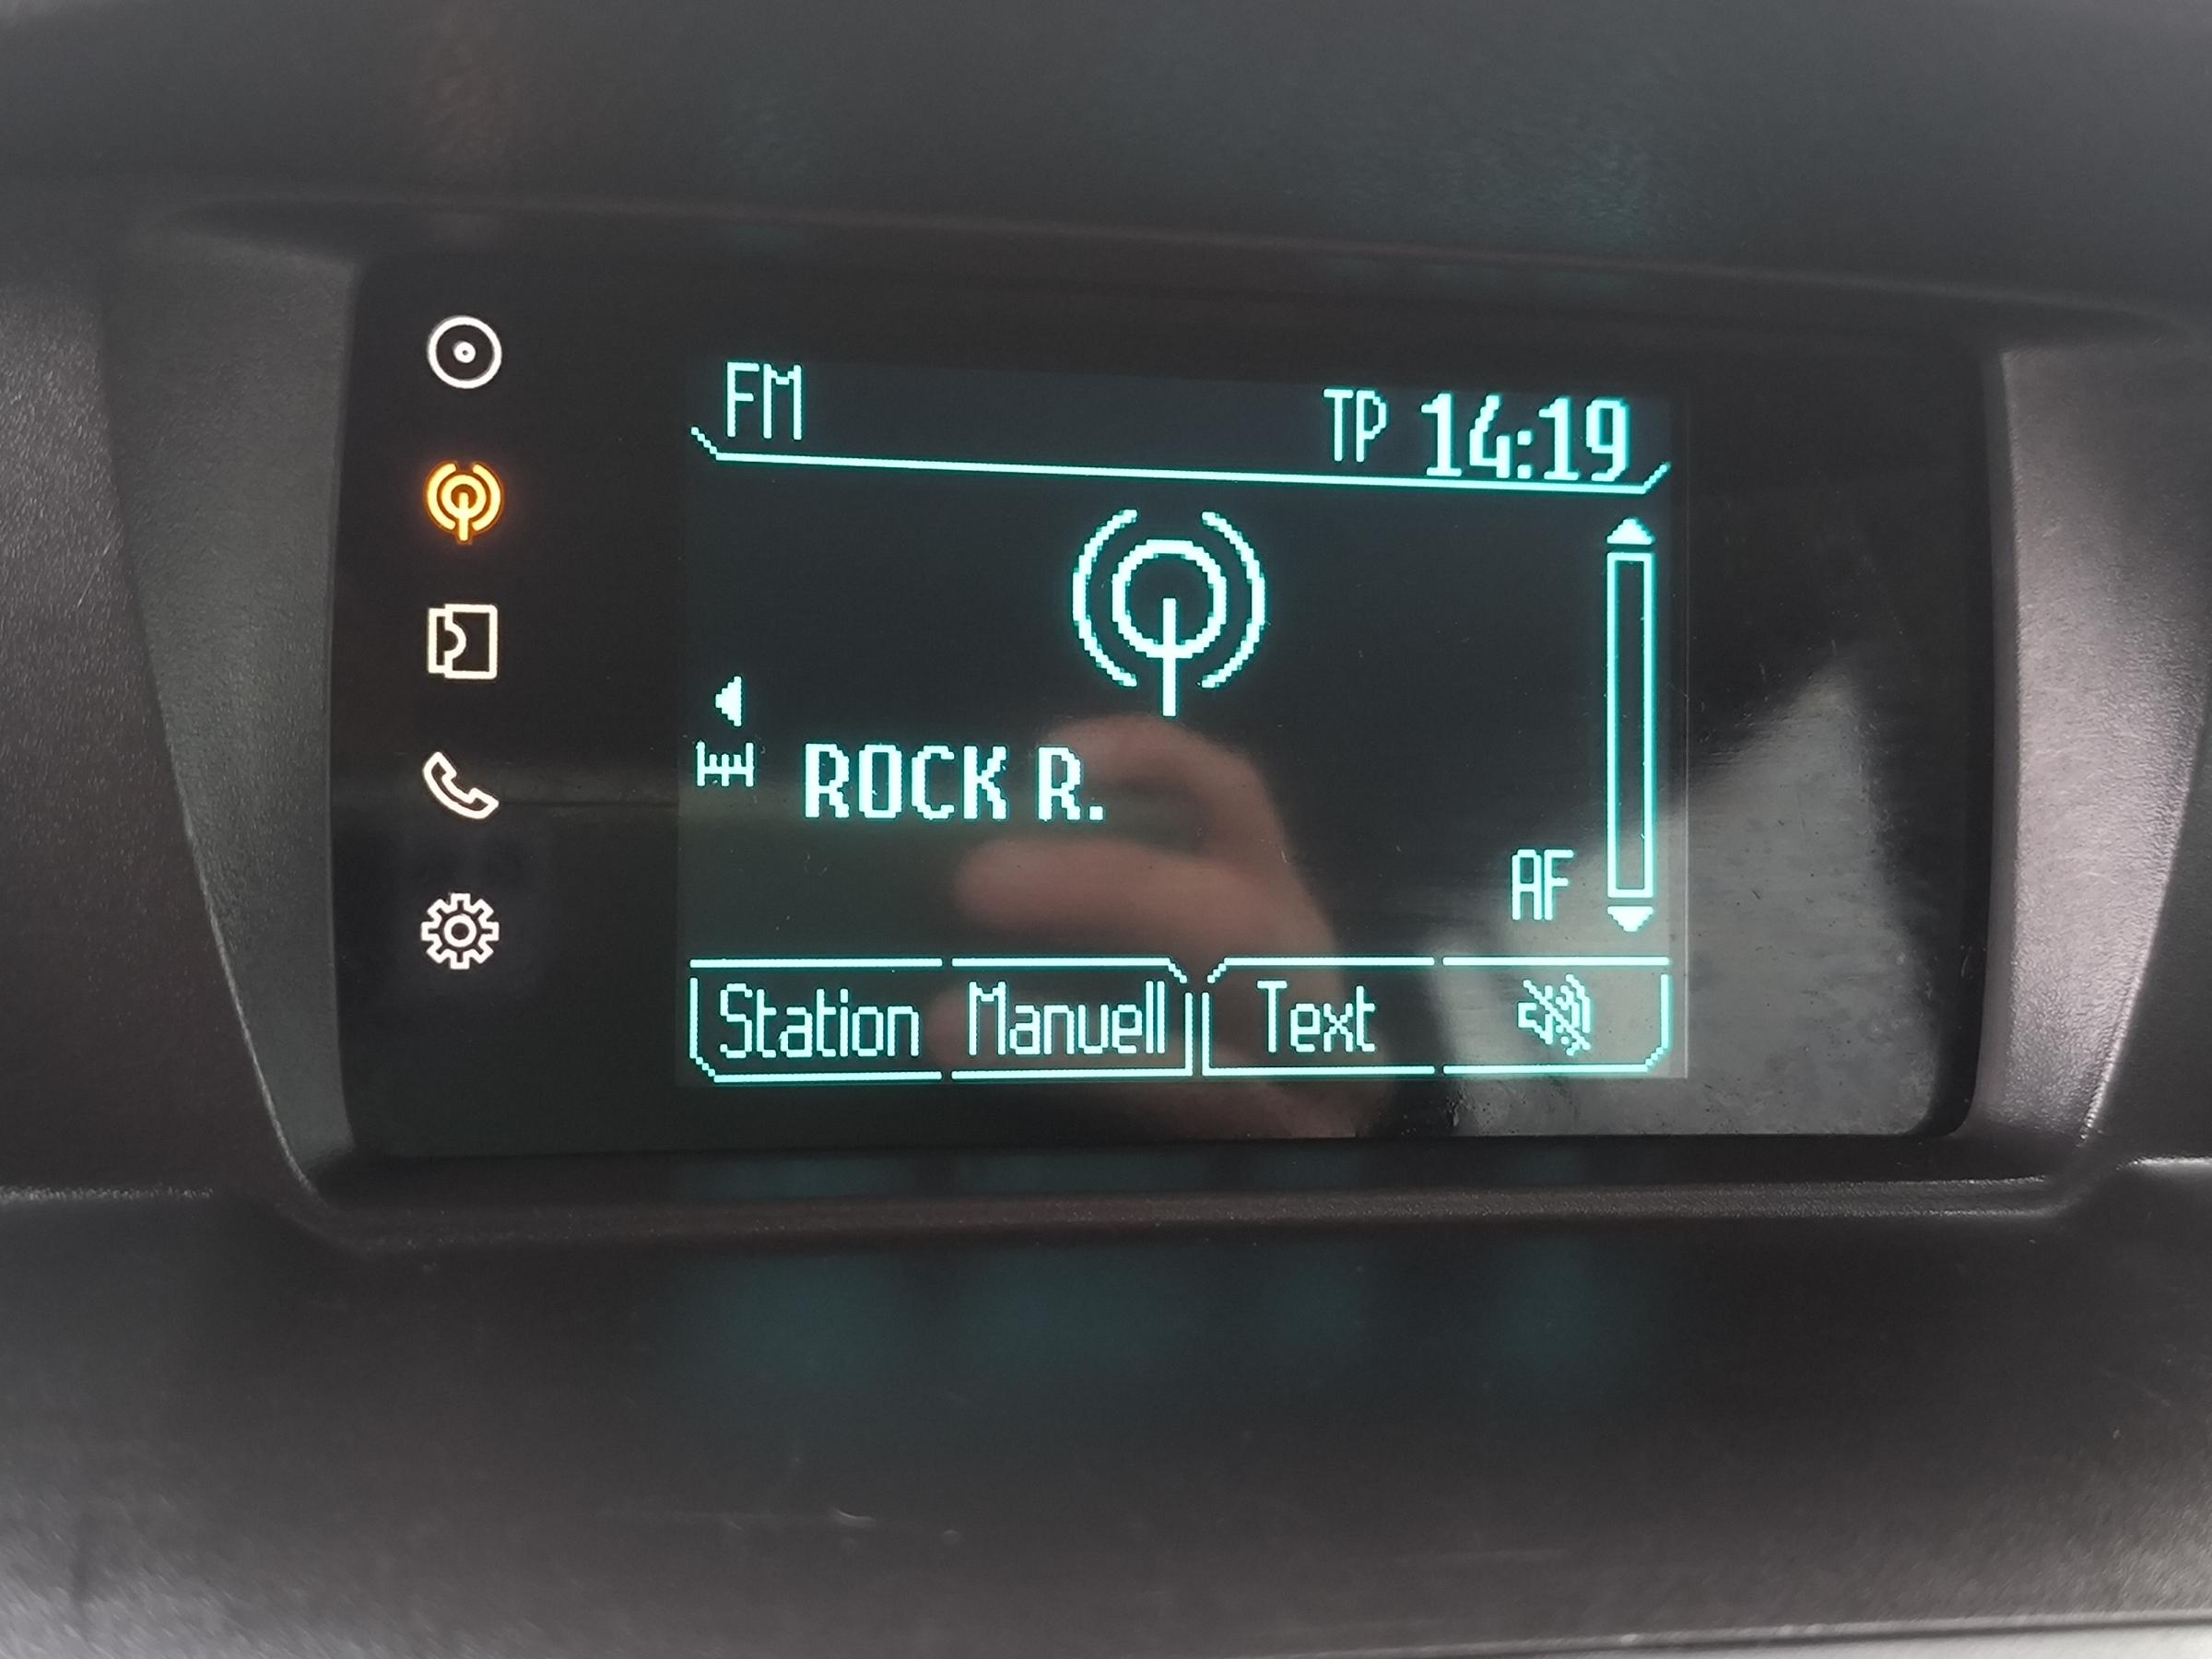 FM TP 14:19
ROCK R.
AF
Station Manuell Text